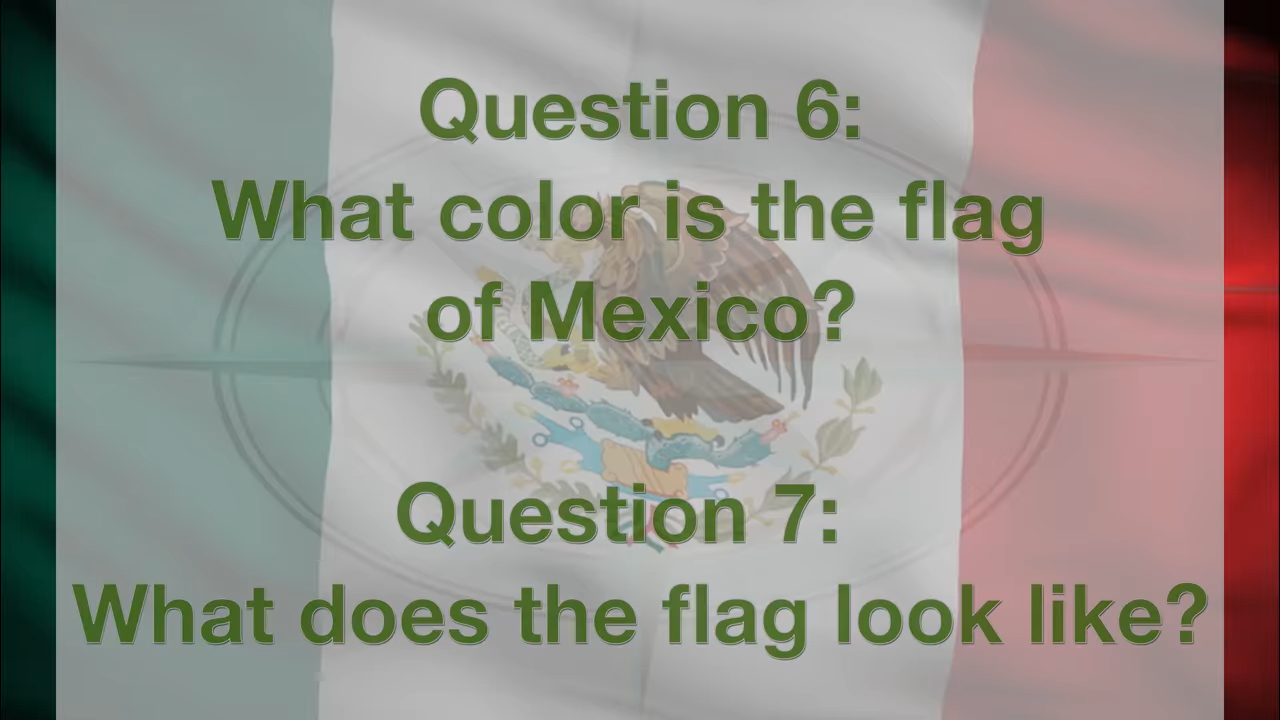 Question 6:
What color is the flag
of Mexico?
Question 7:
What does the flag look like?